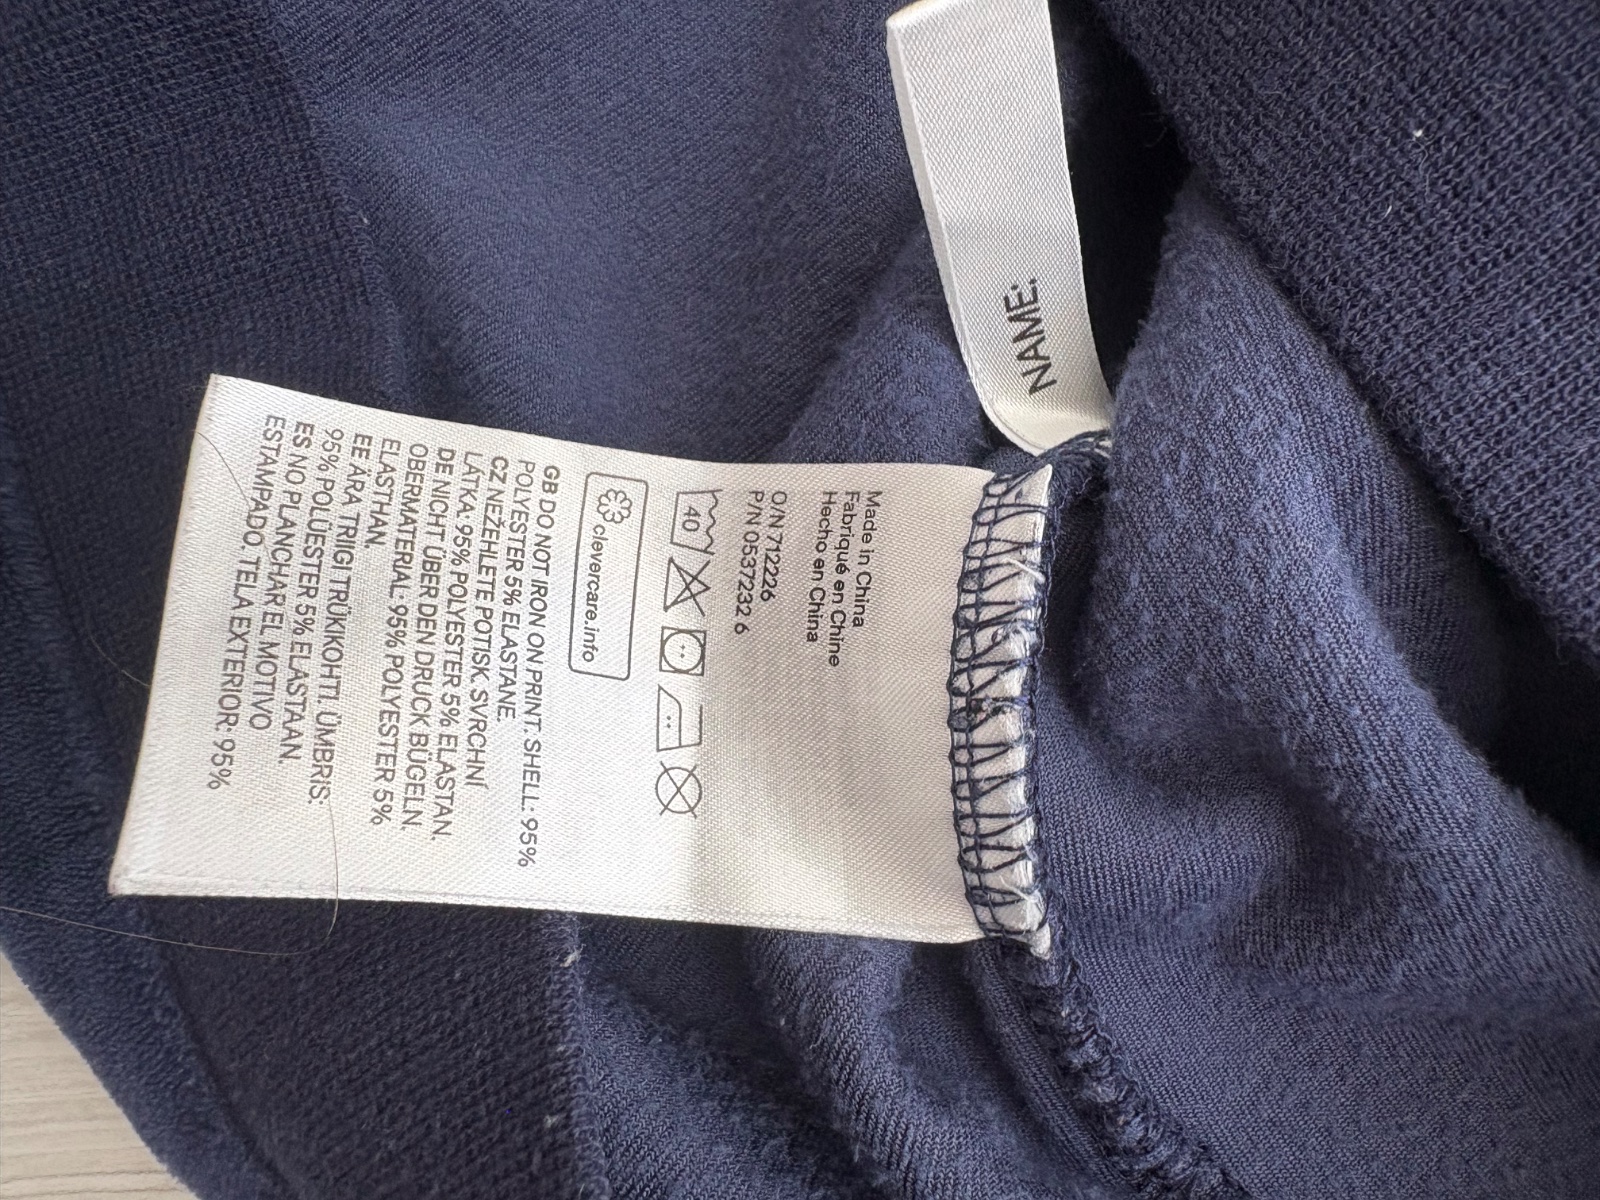 NAME:
Made in China
Fabriqué en Chine
Hecho en China
O/N 712226
P/N 0537232 6
40
clevercare.info
GB DO NOT IRON ON PRINT. SHELL: 95%
POLYESTER 5% ELASTANE.
CZ NEŽEHLETE POTISK. SVRCHNÍ
LÁTKA: 95% POLYESTER 5% ELASTAN.
DE NICHT ÜBER DEN DRUCK BÜGELN.
OBERMATERIAL: 95% POLYESTER 5%
ELASTHAN.
EE ÄRA TRIIGI TRÜKIKOHTI. ÜMBRIS:
95% POLÜESTER 5% ELASTAAN.
ES NO PLANCHAR EL MOTIVO
ESTAMPADO. TELA EXTERIOR: 95%